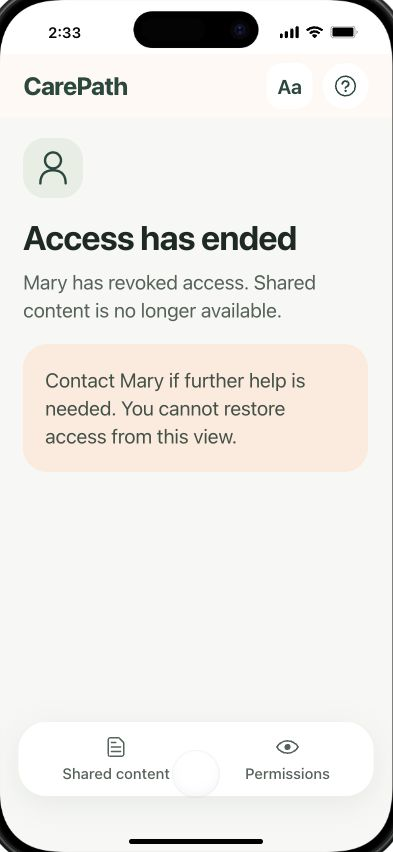 2:33
CarePath
Aa
?
Access has ended
Mary has revoked access. Shared
content is no longer available.
Contact Mary if further help is
needed. You cannot restore
access from this view.
Shared content
Permissions